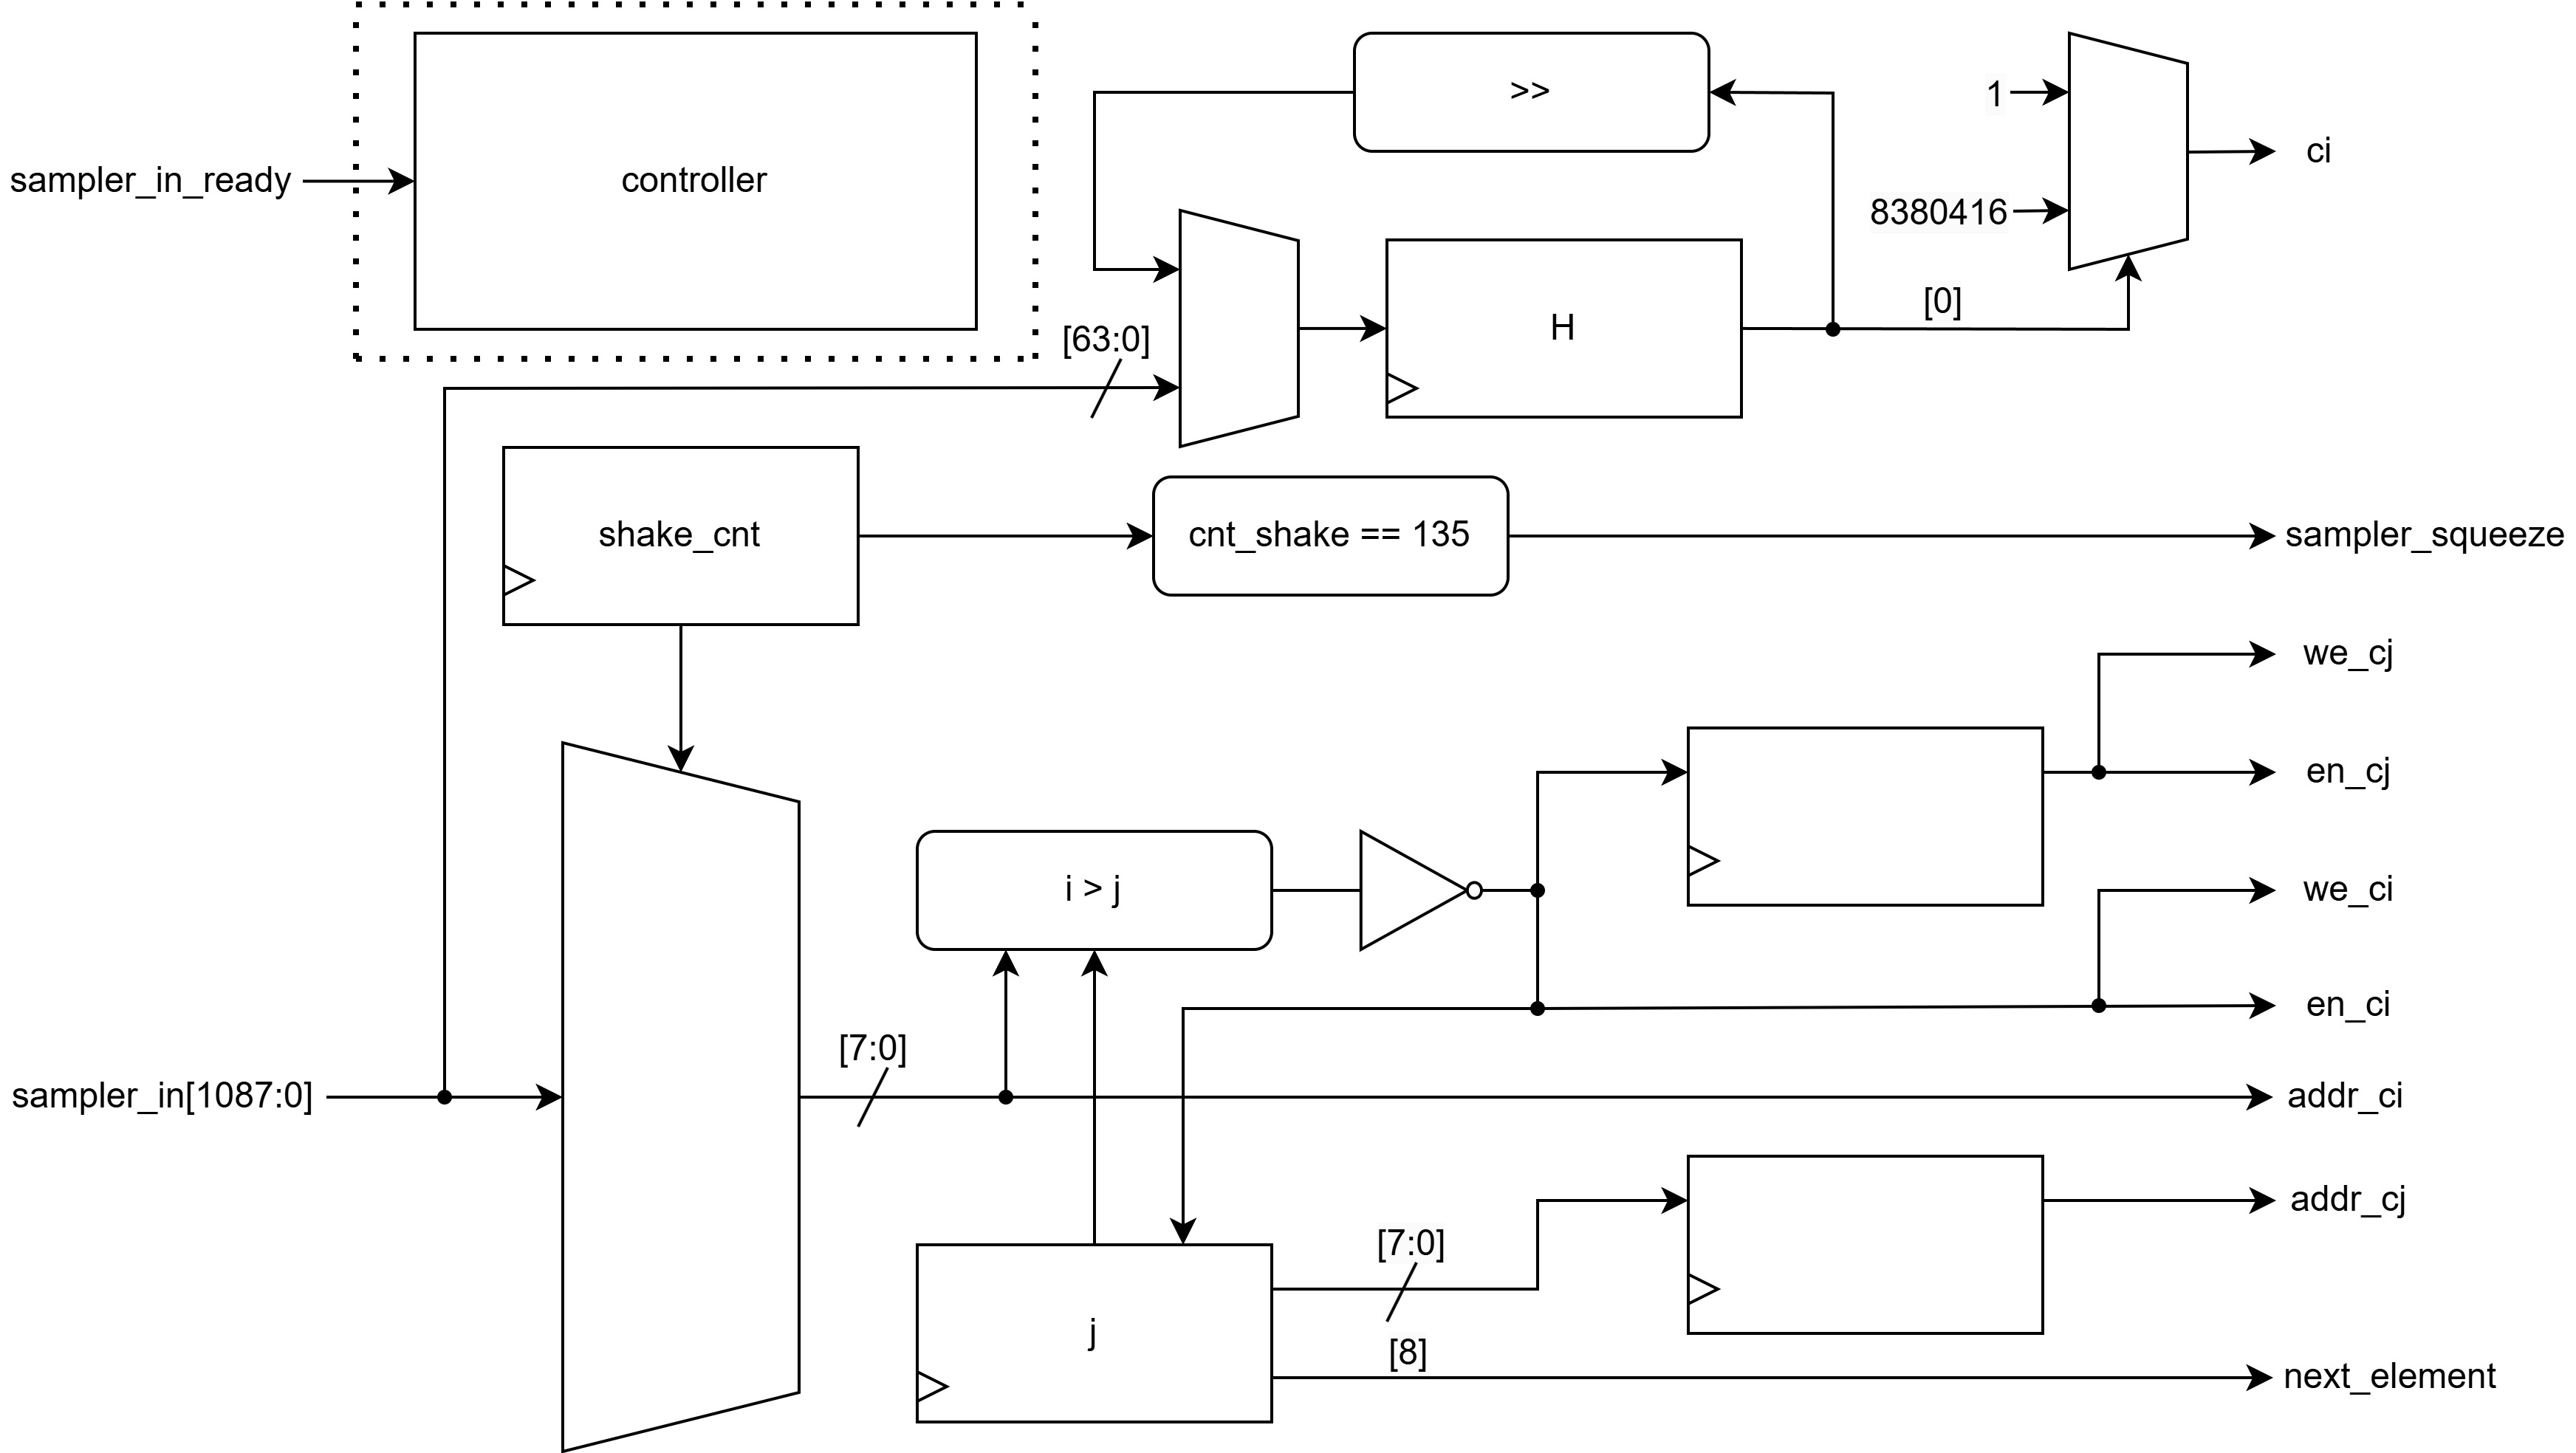 >>
1
ci
sampler_in_ready
controller
8380416
[0]
H
[63:0]
shake_cnt
cnt_shake == 135
sampler_squeeze
we_cj
en_cj
i > j
we_ci
en_ci
[7:0]
sampler_in[1087:0]
addr_ci
addr_cj
[7:0]
j
[8]
next_element